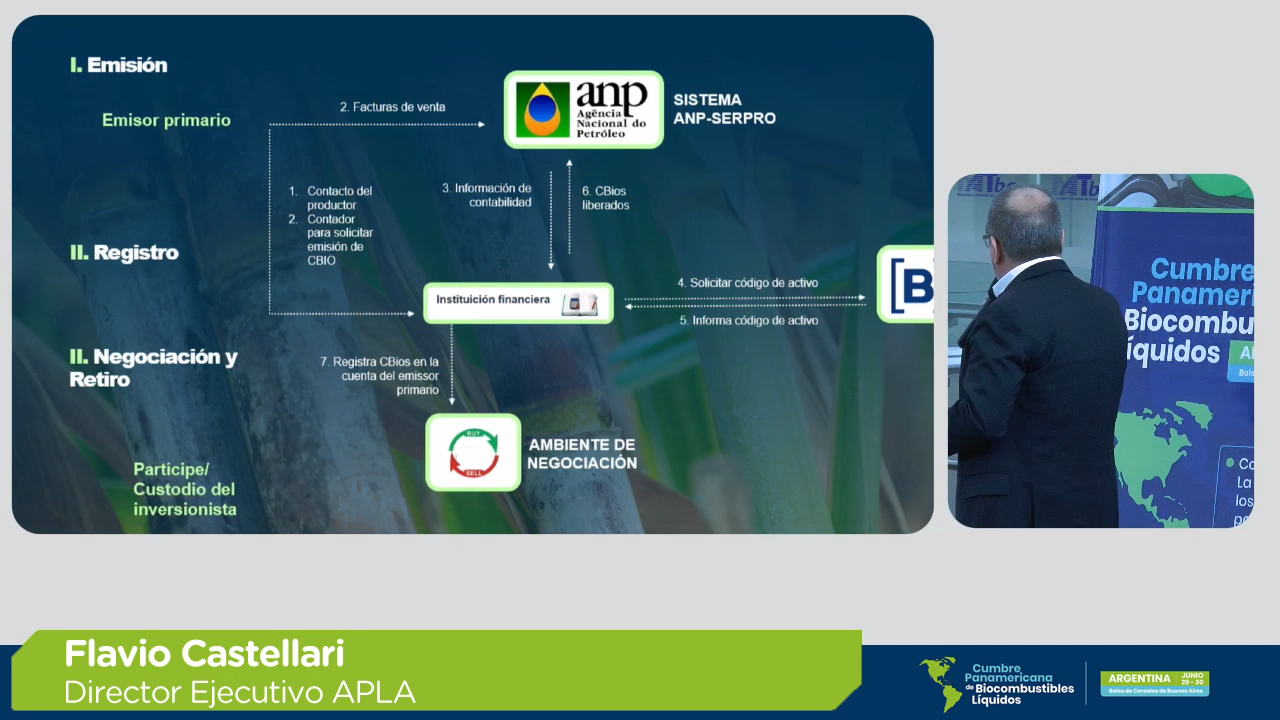 I. Emisión
Emisor primario
2. Facturas de venta
anp
Agência
Nacional do
Petróleo
SISTEMA
ANP-SERPRO
1. Contacto del
productor
2. Contador
para solicitar
emisión de
CBIO
3. Información de
contabilidad
6. CBios
liberados
II. Registro
Instituición financiera
4. Solicitar código de activo
5. Informa código de activo
[B
II. Negociación y
Retiro
7. Registra CBios en la
cuenta del emissor
primario
BUY
SELL
AMBIENTE DE
NEGOCIACIÓN
Participe/
Custodio del
inversionista
Cumbre
Panameri
Biocombu
íquidos
Co
La
los
Flavio Castellari
Director Ejecutivo APLA
Cumbre
Panamericana
de Biocombustibles
Líquidos
ARGENTINA
JUNIO
29 - 30
Bolsa de Cereales de Buenos Aires